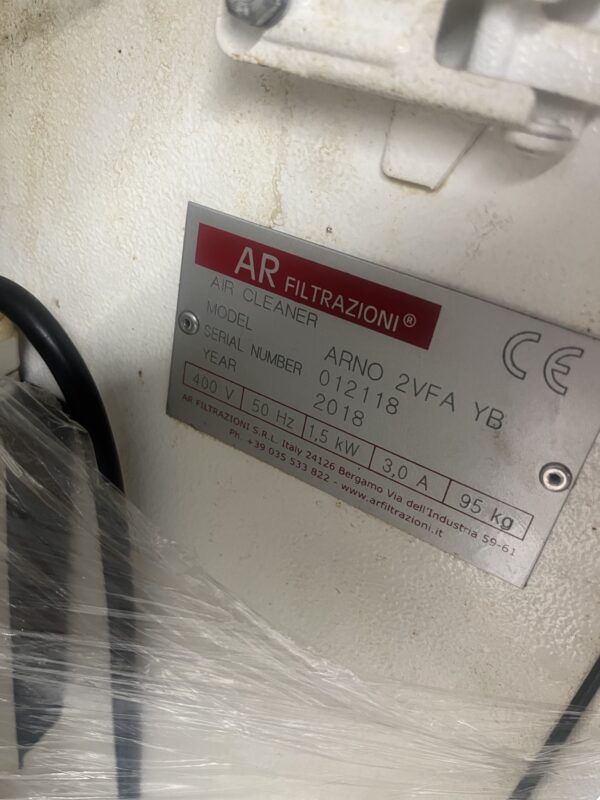 AR FILTRAZIONI®
CE
AIR CLEANER
MODEL ARNO 2VFA YB
SERIAL NUMBER 012118
YEAR 2018
400 V 50 Hz 1,5 kW 3,0 A 95 kg
AR FILTRAZIONI S.R.L. Italy 24126 Bergamo Via dell'Industria 59-61
Ph. +39 035 533 822 - www.arfiltrazioni.it